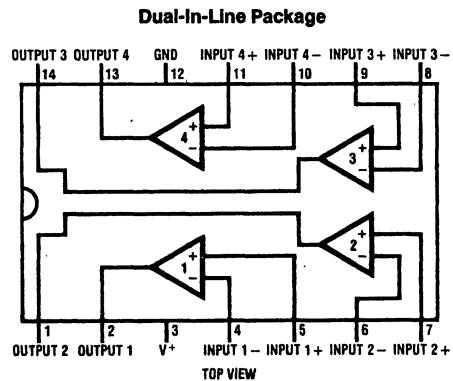 Dual-In-Line Package
OUTPUT 3 OUTPUT 4 GND INPUT 4+ INPUT 4− INPUT 3+ INPUT 3−
14 13 12 11 10 9 8
+ 4 −
+ 3 −
+ 2 −
+ 1 −
1 2 3 4 5 6 7
OUTPUT 2 OUTPUT 1 V+ INPUT 1− INPUT 1+ INPUT 2− INPUT 2+
TOP VIEW